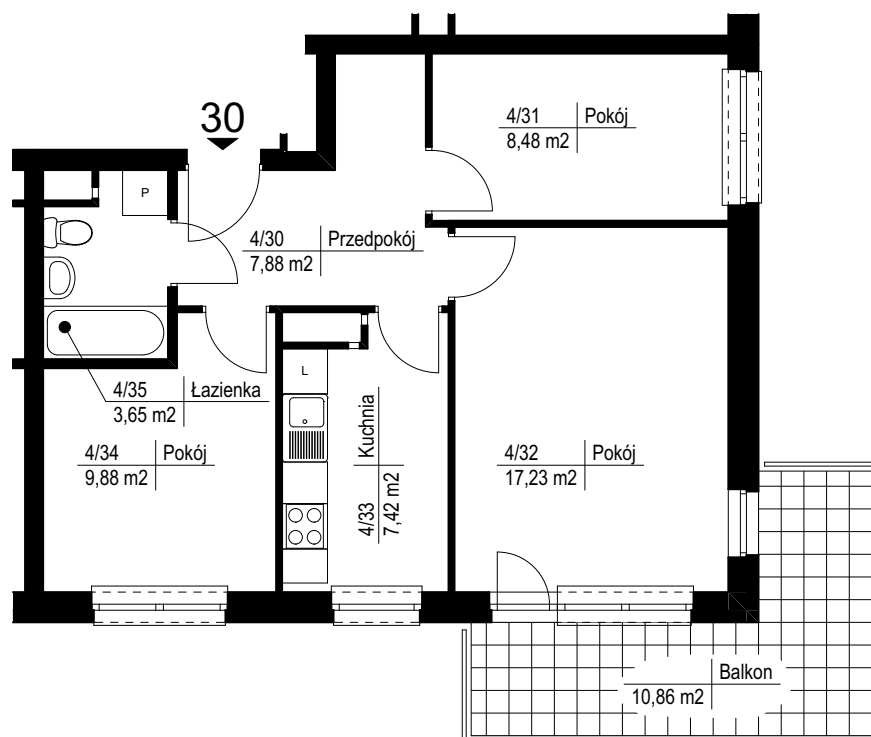 30
4/31 Pokój
8,48 m2
P
4/30 Przedpokój
7,88 m2
L
4/35 Łazienka
3,65 m2
4/34 Pokój
9,88 m2
4/33 Kuchnia
7,42 m2
4/32 Pokój
17,23 m2
Balkon
10,86 m2